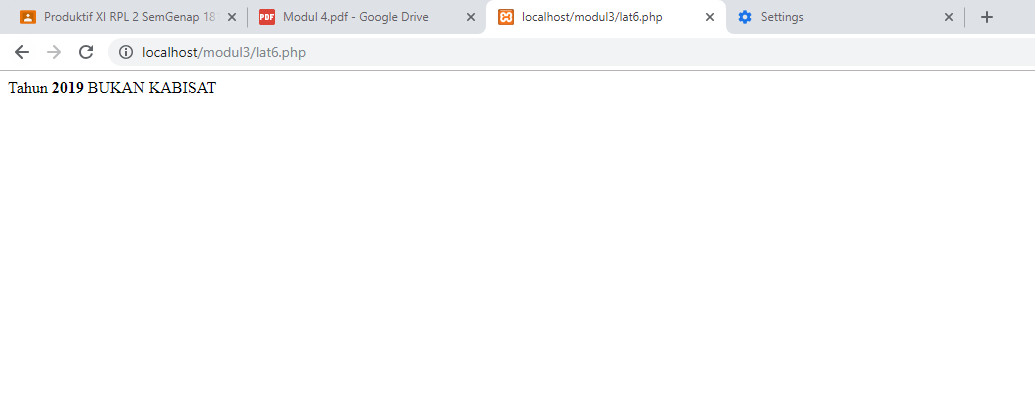 Produktif XI RPL 2 SemGenap 18
PDF Modul 4.pdf - Google Drive
localhost/modul3/lat6.php
Settings
localhost/modul3/lat6.php
Tahun 2019 BUKAN KABISAT